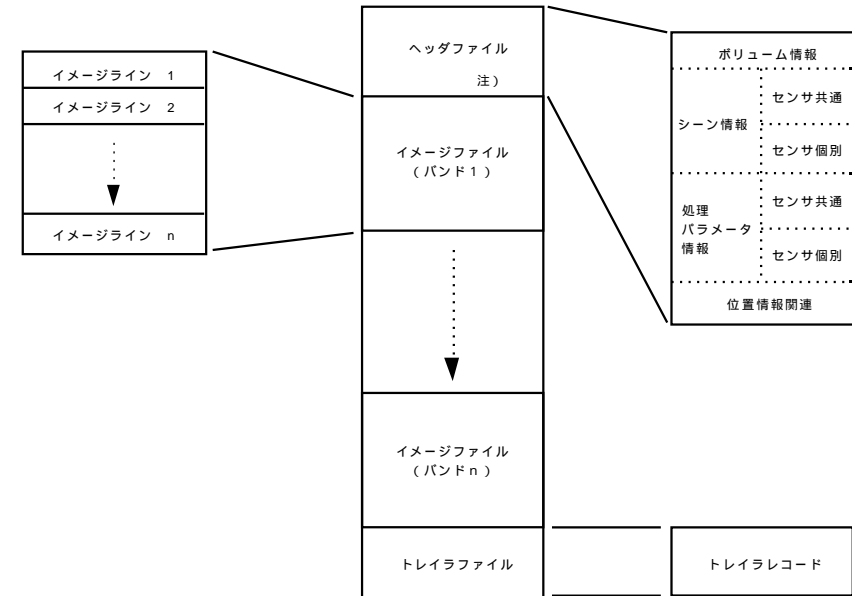 イメージライン 1
イメージライン 2
イメージライン n
ヘッダファイル
注)
イメージファイル
(バンド1)
イメージファイル
(バンドn)
トレイラファイル
ボリューム情報
シーン情報
センサ共通
センサ個別
処理
パラメータ
情報
センサ共通
センサ個別
位置情報関連
トレイラレコード